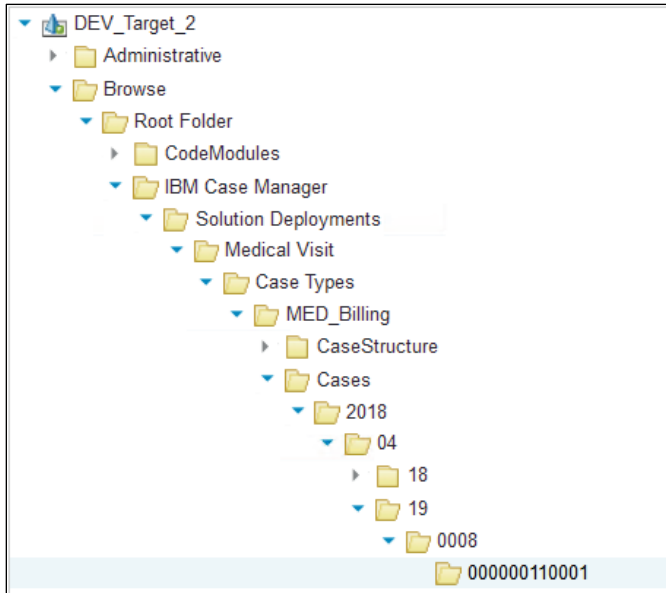 DEV_Target_2
Administrative
Browse
Root Folder
CodeModules
IBM Case Manager
Solution Deployments
Medical Visit
Case Types
MED_Billing
CaseStructure
Cases
2018
04
18
19
0008
000000110001